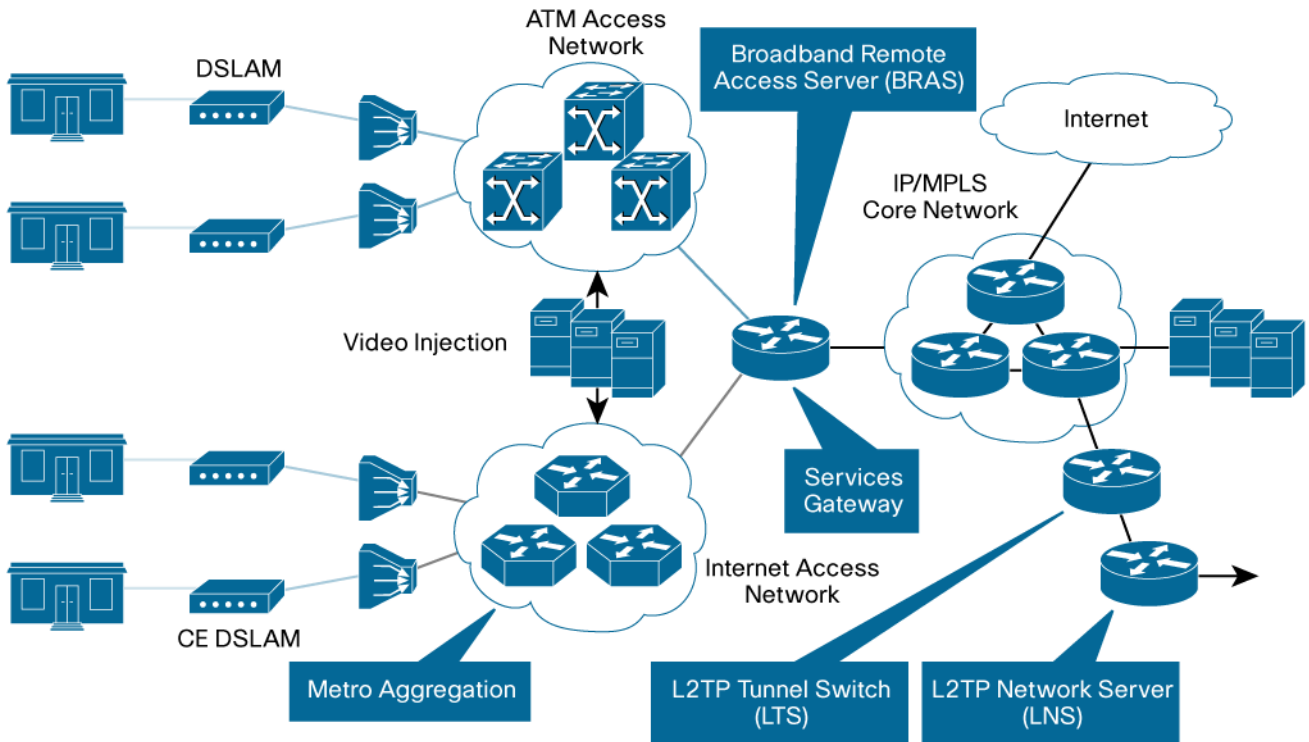 ATM Access
Network
DSLAM
Broadband Remote
Access Server (BRAS)
Internet
IP/MPLS
Core Network
Video Injection
Services
Gateway
Internet Access
Network
CE DSLAM
Metro Aggregation
L2TP Tunnel Switch
(LTS)
L2TP Network Server
(LNS)